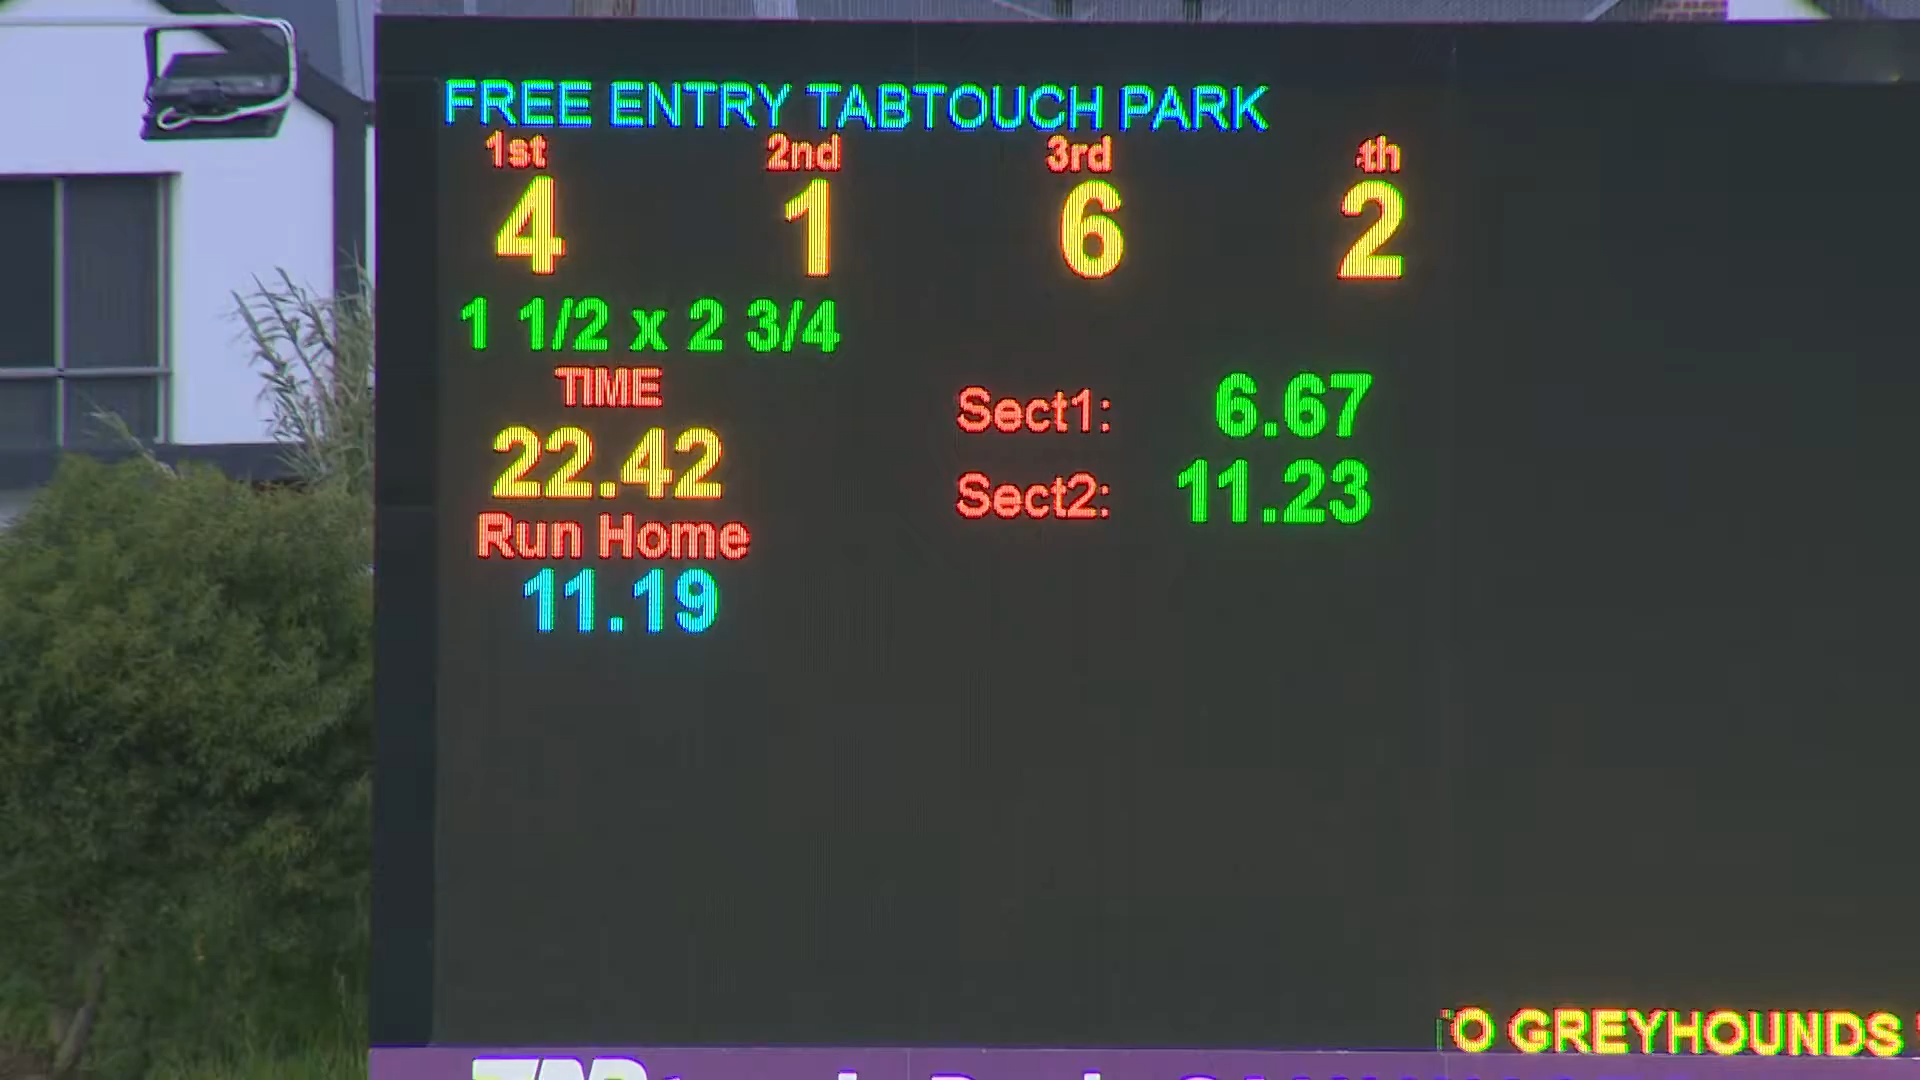 FREE ENTRY TABTOUCH PARK
1st 2nd 3rd th
4 1 6 2
1 1/2 x 2 3/4
TIME
22.42
Run Home
11.19
Sect1: 6.67
Sect2: 11.23
O GREYHOUNDS